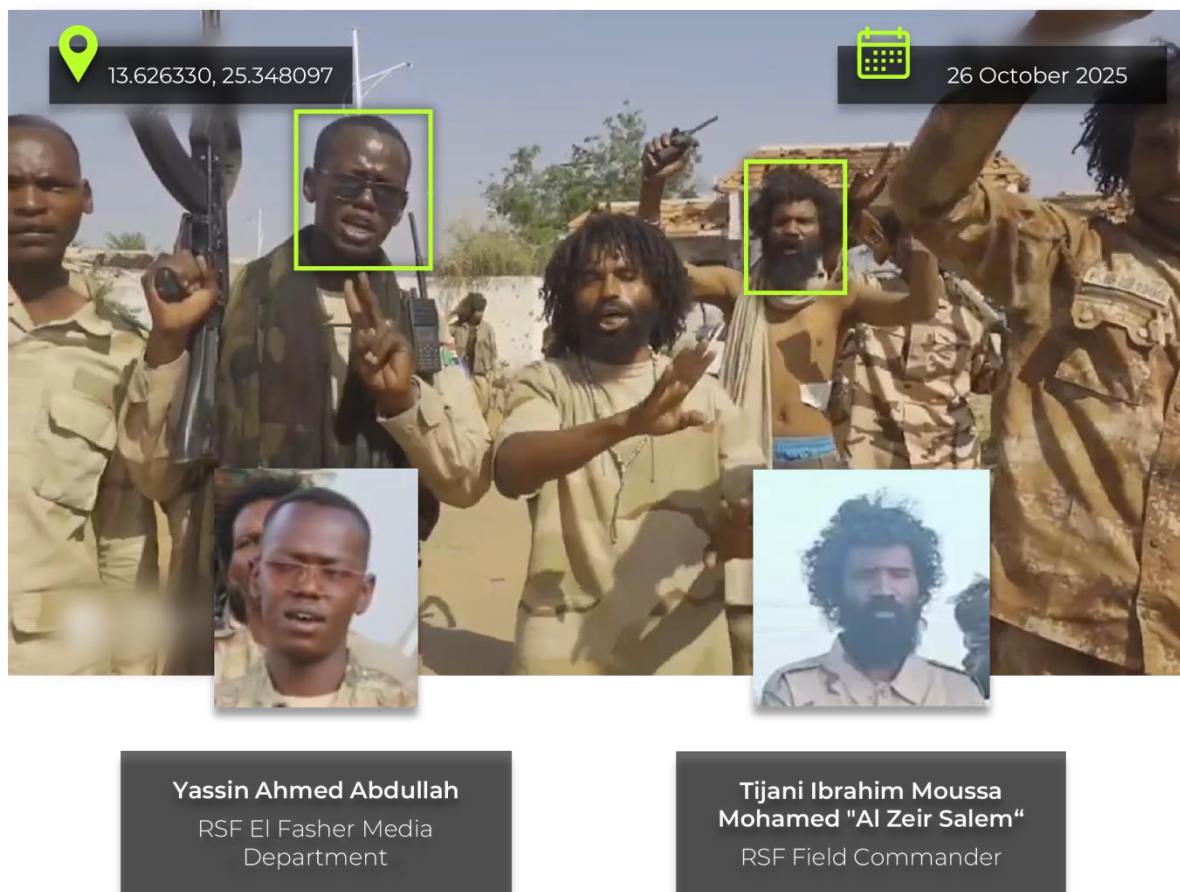 13.626330, 25.348097
26 October 2025
Yassin Ahmed Abdullah
RSF El Fasher Media
Department
Tijani Ibrahim Moussa
Mohamed "Al Zeir Salem“
RSF Field Commander